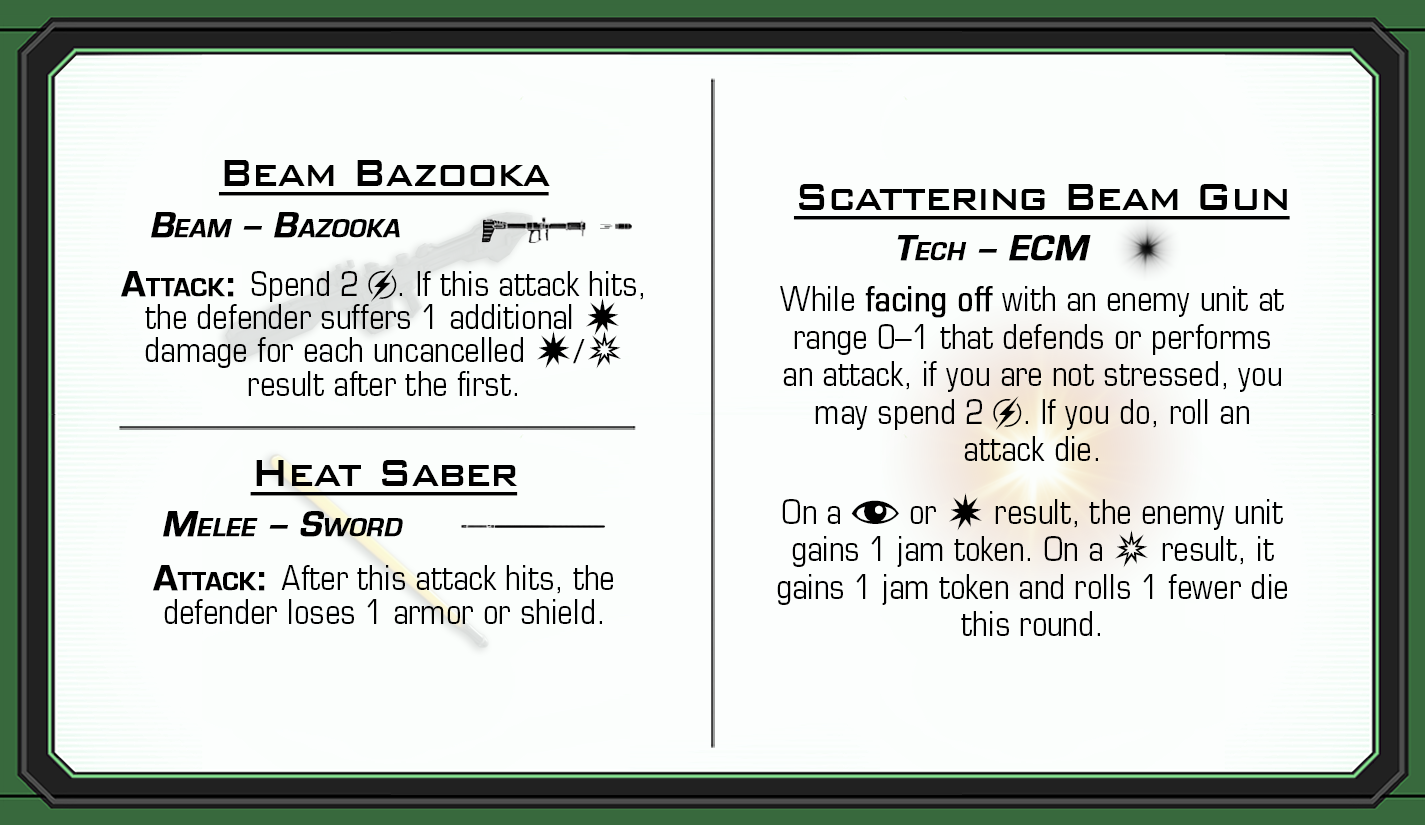 Beam Bazooka
Beam – Bazooka
Attack: Spend 2 . If this attack hits,
the defender suffers 1 additional
damage for each uncancelled /
result after the first.
Heat Saber
Melee – Sword
Attack: After this attack hits, the
defender loses 1 armor or shield.
Scattering Beam Gun
Tech – ECM
While facing off with an enemy unit at
range 0–1 that defends or performs
an attack, if you are not stressed, you
may spend 2 . If you do, roll an
attack die.
On a or result, the enemy unit
gains 1 jam token. On a result, it
gains 1 jam token and rolls 1 fewer die
this round.